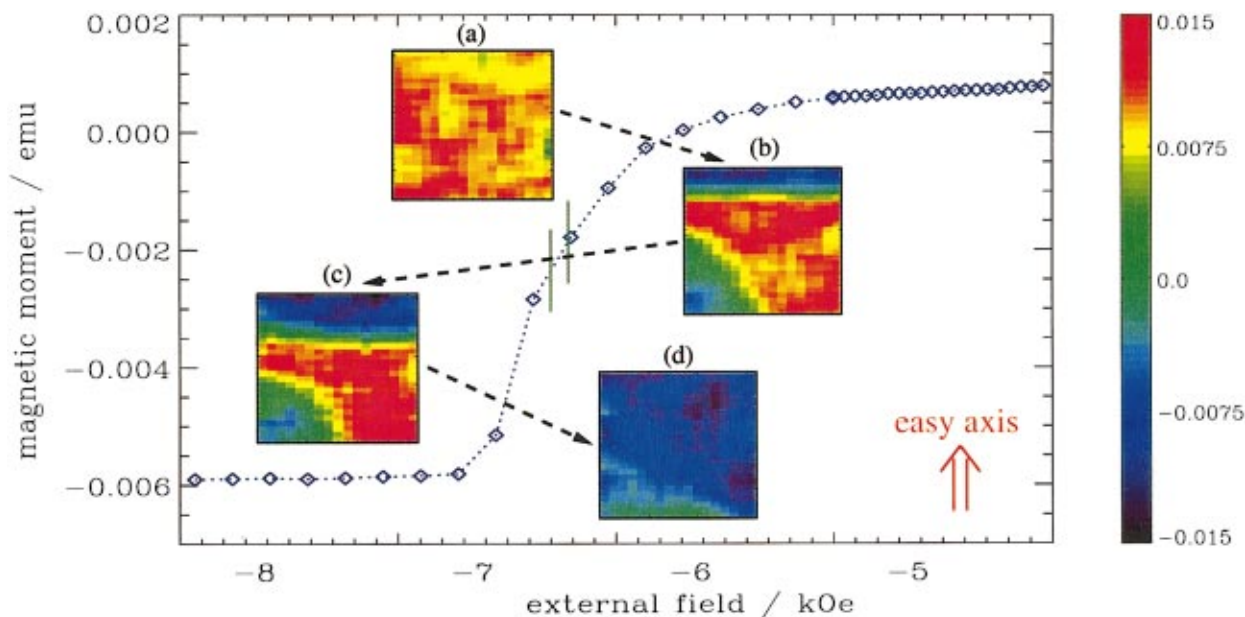 0.002
0.000
-0.002
-0.004
-0.006
magnetic moment / emu
(a)
(b)
(c)
(d)
easy axis
-8
-7
-6
-5
external field / kOe
0.015
0.0075
0.0
-0.0075
-0.015